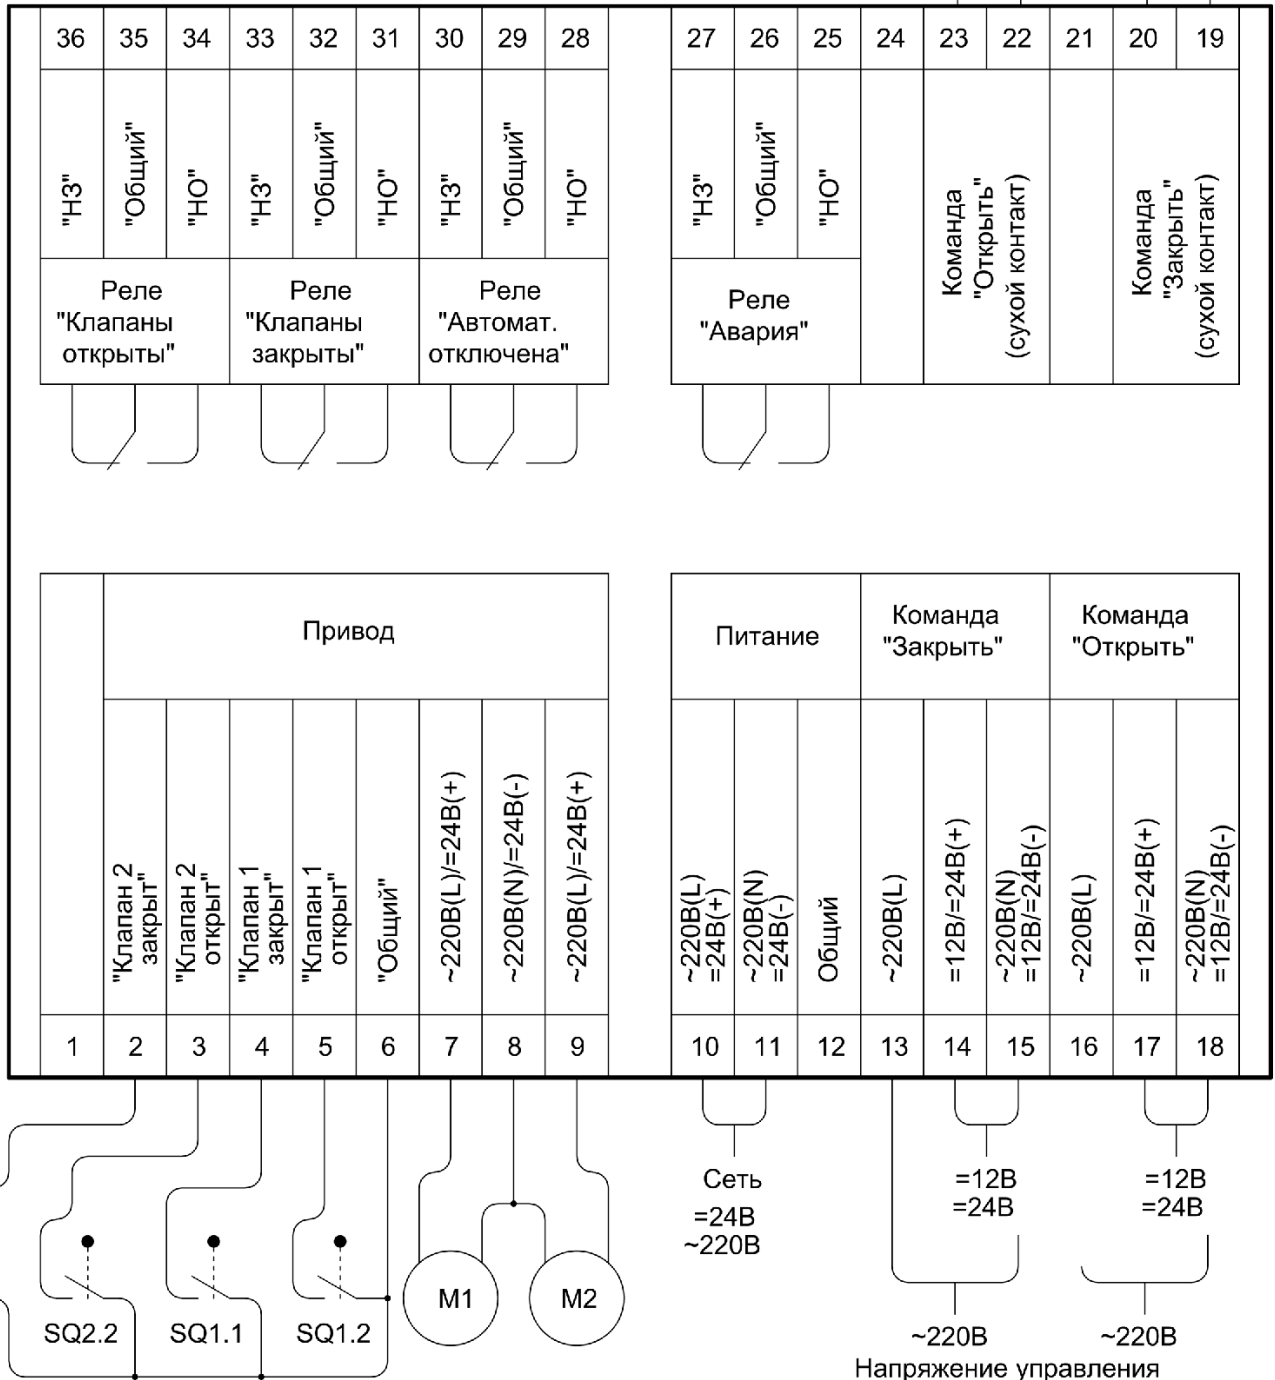 36 35 34 33 32 31 30 29 28 27 26 25 24 23 22 21 20 19
"НЗ"
"Общий"
"НО"
"НЗ"
"Общий"
"НО"
"НЗ"
"Общий"
"НО"
"НЗ"
"Общий"
"НО"
Команда
"Открыть"
(сухой контакт)
Команда
"Закрыть"
(сухой контакт)
Реле
"Клапаны
открыты"
Реле
"Клапаны
закрыты"
Реле
"Автомат.
отключена"
Реле
"Авария"
Привод
Питание
Команда
"Закрыть"
Команда
"Открыть"
"Клапан 2
закрыт"
"Клапан 2
открыт"
"Клапан 1
закрыт"
"Клапан 1
открыт"
"Общий"
~220В(L)/=24В(+)
~220В(N)/=24В(-)
~220В(L)/=24В(+)
~220В(L)
=24В(+)
~220В(N)
=24В(-)
Общий
~220В(L)
=12В/=24В(+)
~220В(N)
=12В/=24В(-)
~220В(L)
=12В/=24В(+)
~220В(N)
=12В/=24В(-)
1 2 3 4 5 6 7 8 9 10 11 12 13 14 15 16 17 18
Сеть
=24В
~220В
=12В
=24В
=12В
=24В
M1
M2
SQ2.2
SQ1.1
SQ1.2
~220В
~220В
Напряжение управления